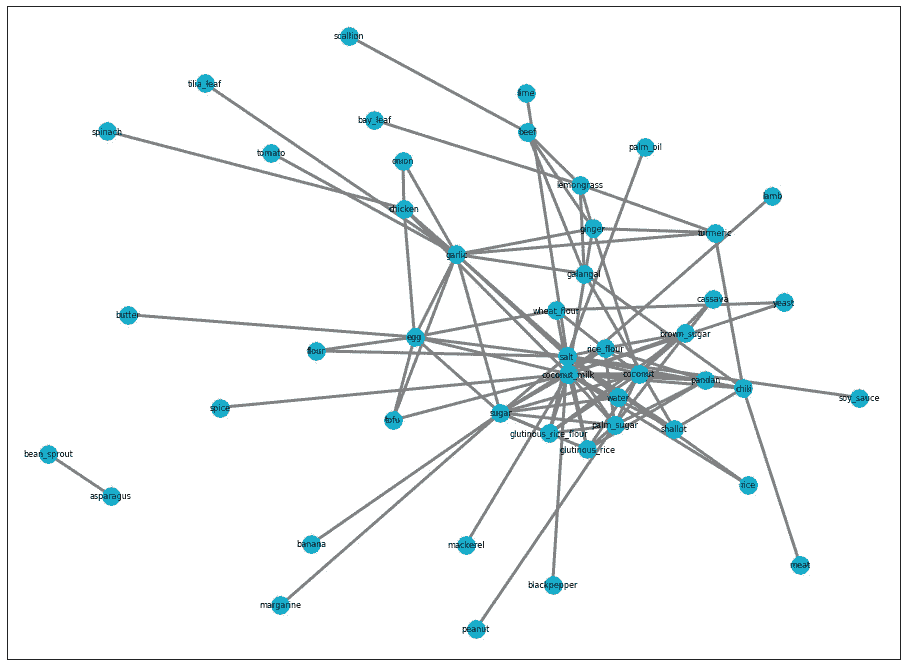 scallion
tilia_leaf
lime
bay_leaf
spinach
beef
palm_oil
tomato
onion
lemongrass
lamb
chicken
ginger
turmeric
garlic
galangal
cassava
yeast
wheat_flour
butter
brown_sugar
egg
flour
rice_flour
salt
coconut_milk
coconut
pandan
chili
water
soy_sauce
spice
sugar
tofu
palm_sugar
shallot
glutinous_rice_flour
glutinous_rice
bean_sprout
rice
asparagus
banana
mackerel
meat
blackpepper
margarine
peanut